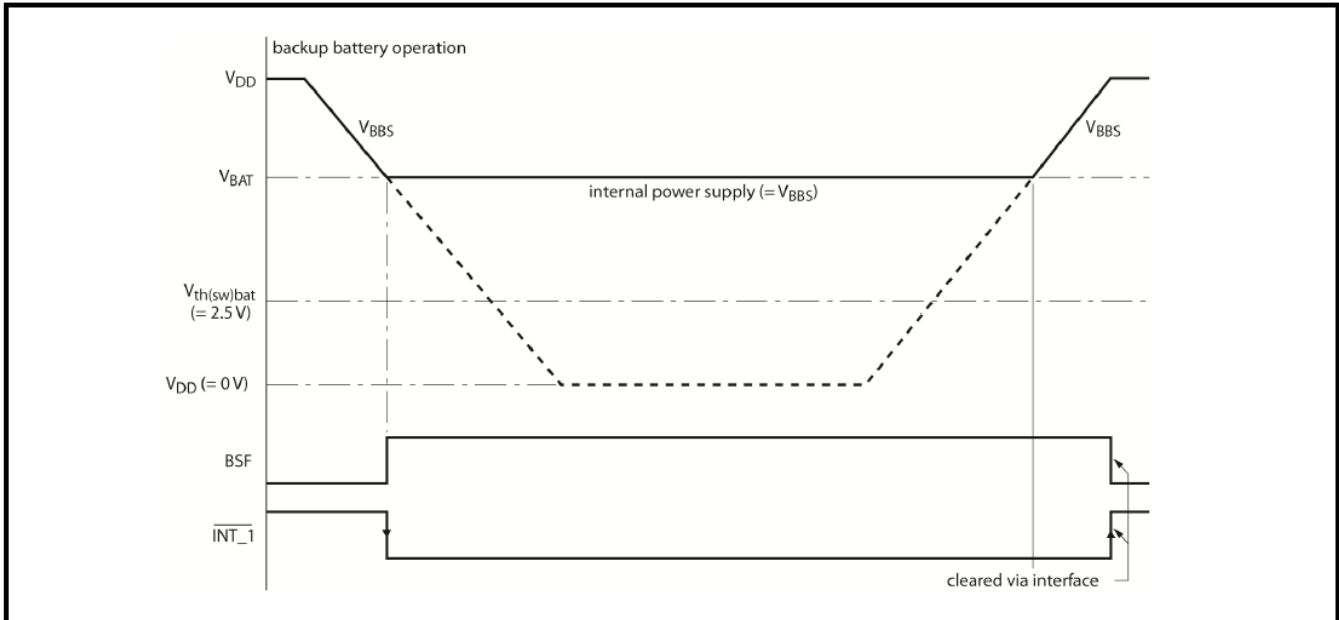 backup battery operation
VDD
VBBS
VBBS
VBAT
internal power supply (= VBBS)
Vth(sw)bat
(= 2.5 V)
VDD (= 0 V)
BSF
INT_1
cleared via interface